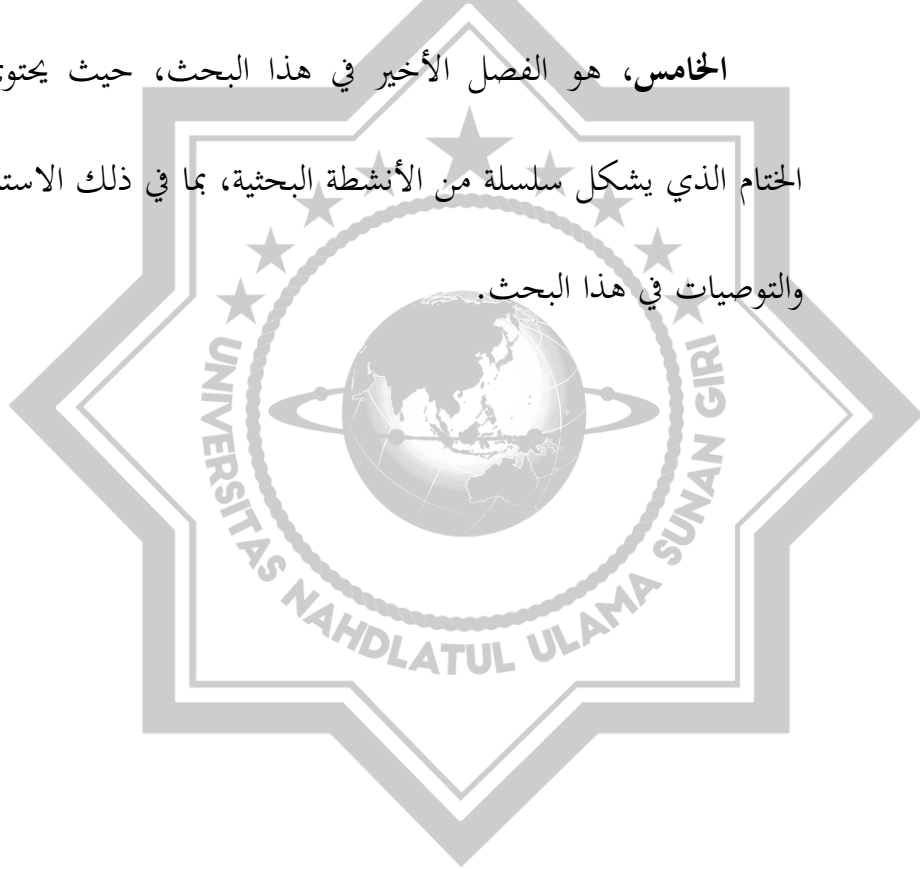 الخامس، هو الفصل الأخير في هذا البحث، حيث
الختام الذي يشكل سلسلة من الأنشطة البحثية، بما في ذلك
والتوصيات في هذا البحث.
UNIVERSITAS NAHDLATUL ULAMA SUNAN GIRI